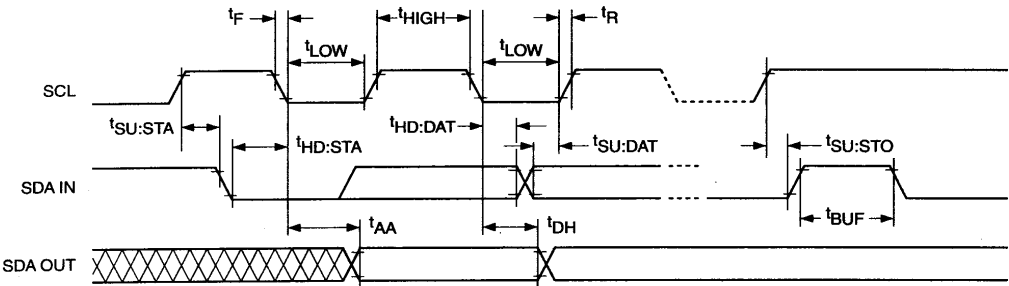 tF tHIGH tR
tLOW tLOW
SCL
tSU:STA tHD:STA tHD:DAT tSU:DAT tSU:STO
SDA IN
tAA tDH tBUF
SDA OUT